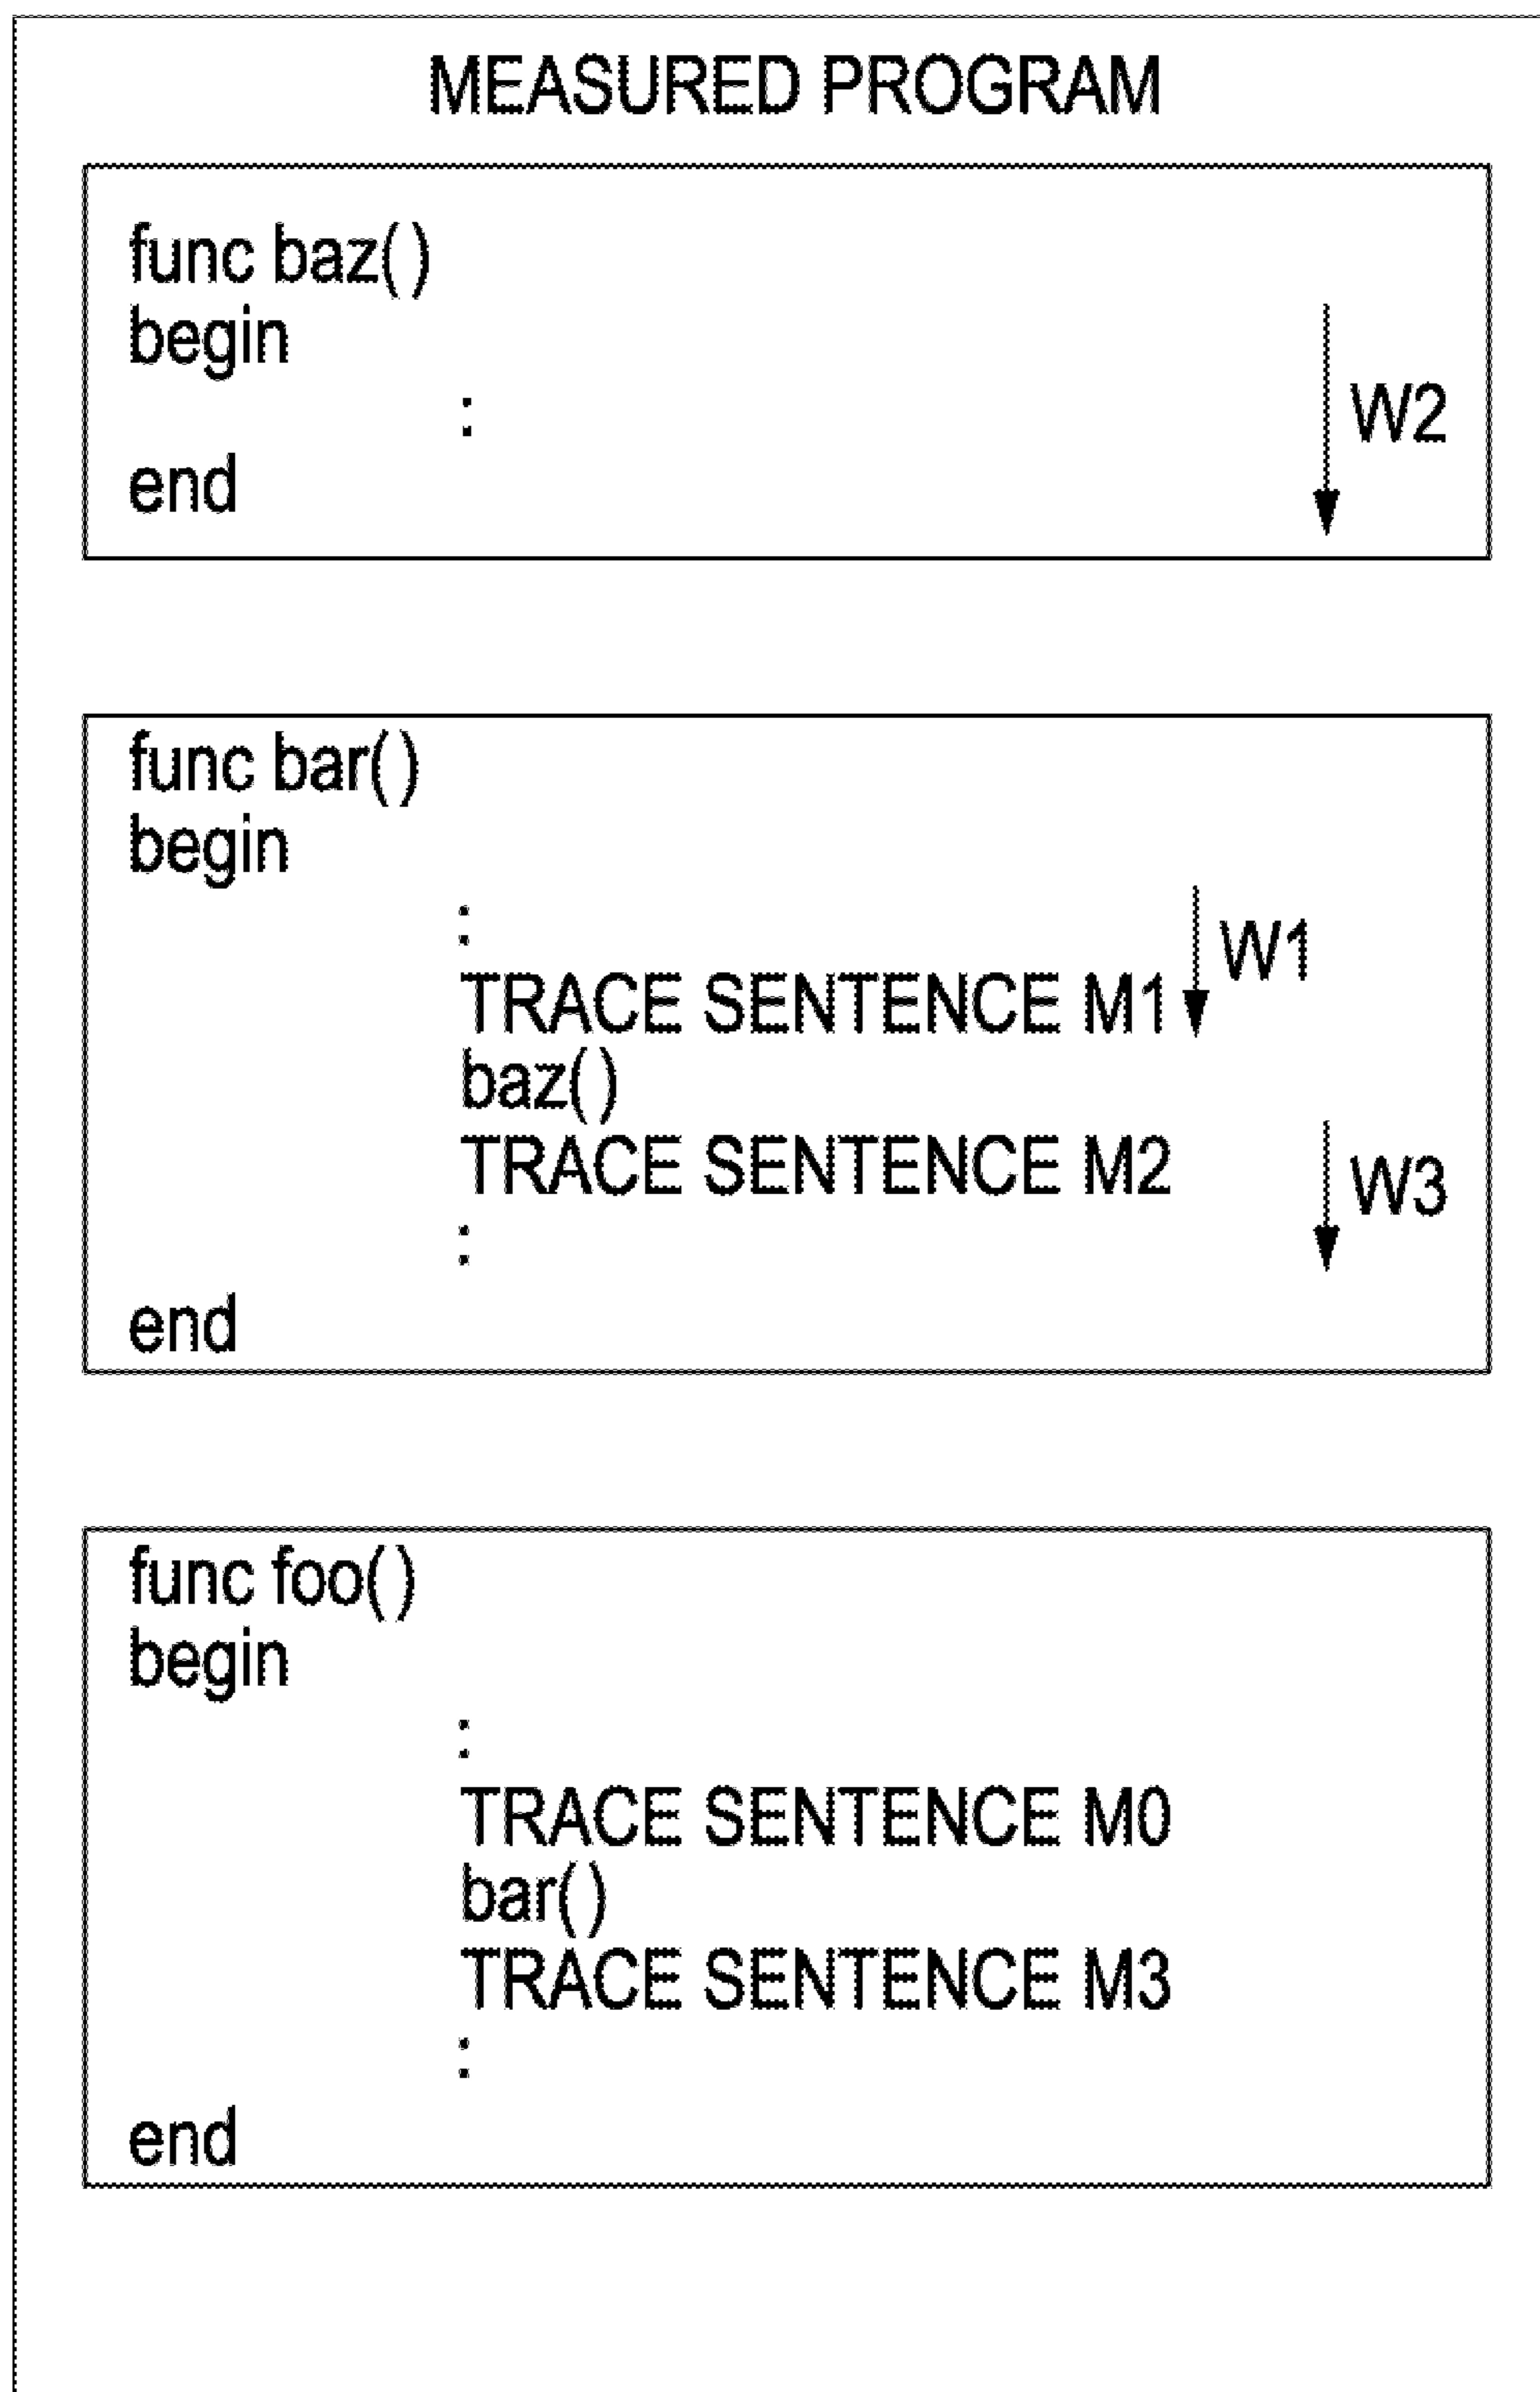 MEASURED PROGRAM
func baz()
begin
:
W2
end
func bar()
begin
:
W1
TRACE SENTENCE M1
baz()
TRACE SENTENCE M2
W3
:
end
func foo()
begin
:
TRACE SENTENCE M0
bar()
TRACE SENTENCE M3
:
end